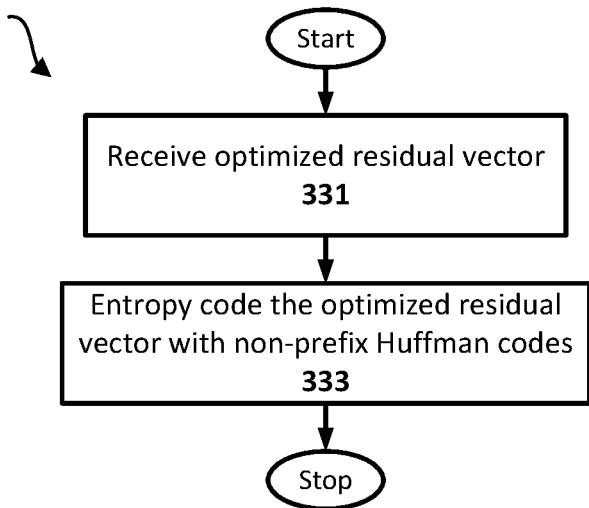 Start
Receive optimized residual vector
331
Entropy code the optimized residual
vector with non-prefix Huffman codes
333
Stop